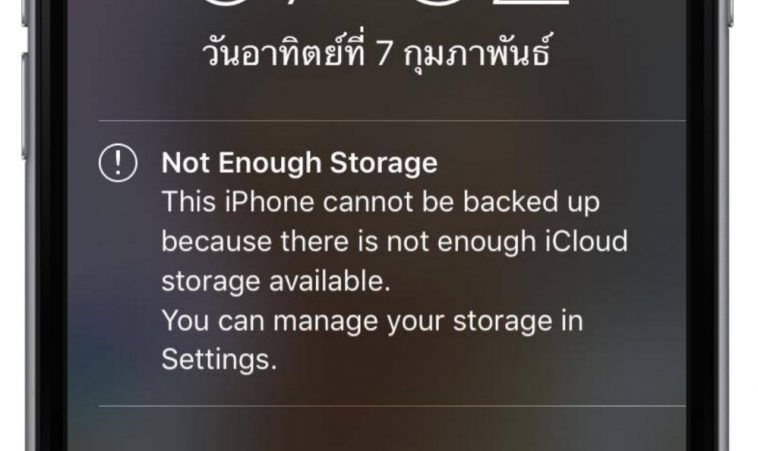 วันอาทิตย์ที่ 7 กุมภาพันธ์
Not Enough Storage
This iPhone cannot be backed up
because there is not enough iCloud
storage available.
You can manage your storage in
Settings.